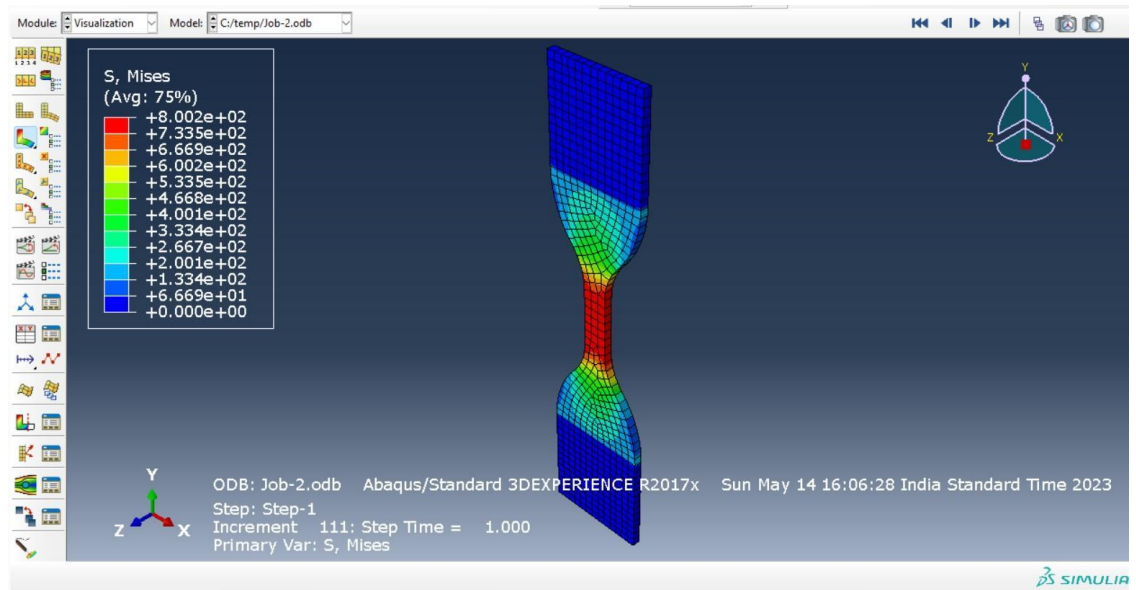 Module: Visualization Model: C:/temp/Job-2.odb
S, Mises
(Avg: 75%)
+8.002e+02
+7.335e+02
+6.669e+02
+6.002e+02
+5.335e+02
+4.668e+02
+4.001e+02
+3.334e+02
+2.667e+02
+2.001e+02
+1.334e+02
+6.669e+01
+0.000e+00
Y
Z
X
Y
Z
X
ODB: Job-2.odb Abaqus/Standard 3DEXPERIENCE R2017x Sun May 14 16:06:28 India Standard Time 2023
Step: Step-1
Increment 111: Step Time = 1.000
Primary Var: S, Mises
SIMULIA